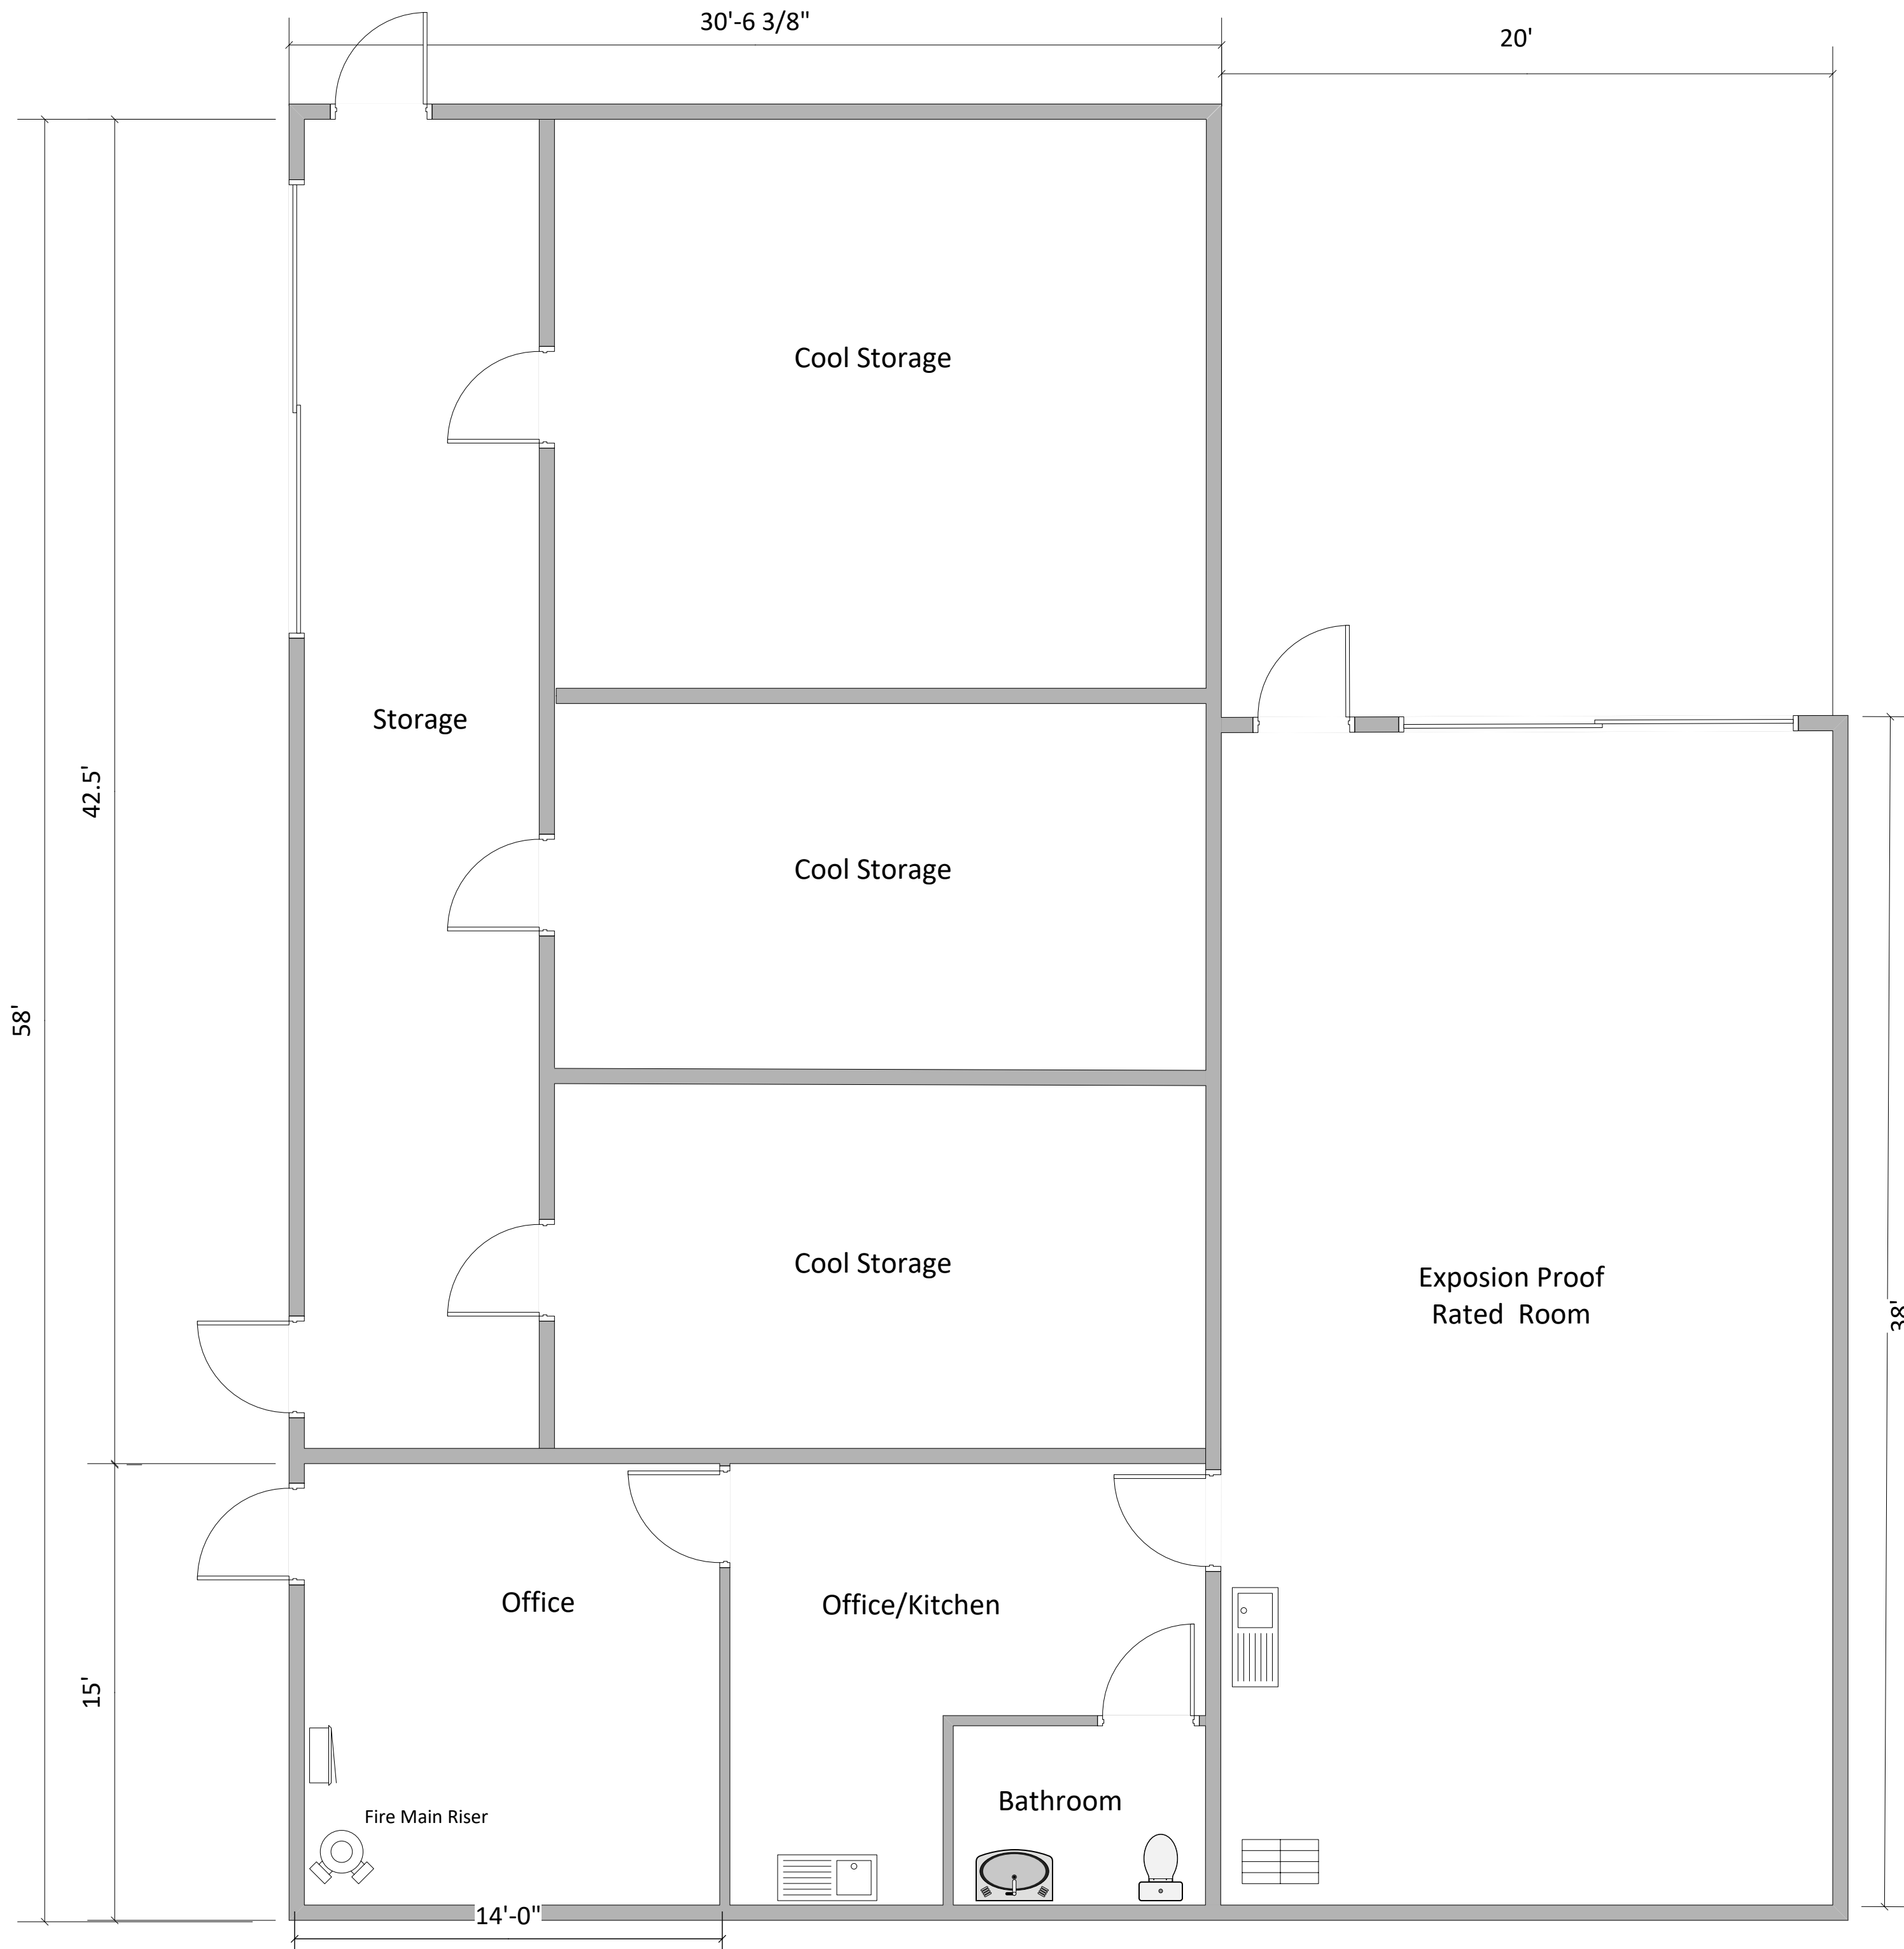 30'-6 3/8"
20'
Cool Storage
Storage
42.5'
Cool Storage
58'
Cool Storage
Exposion Proof
Rated  Room
38'
Office
Office/Kitchen
15'
Bathroom
Fire Main Riser
14'-0"